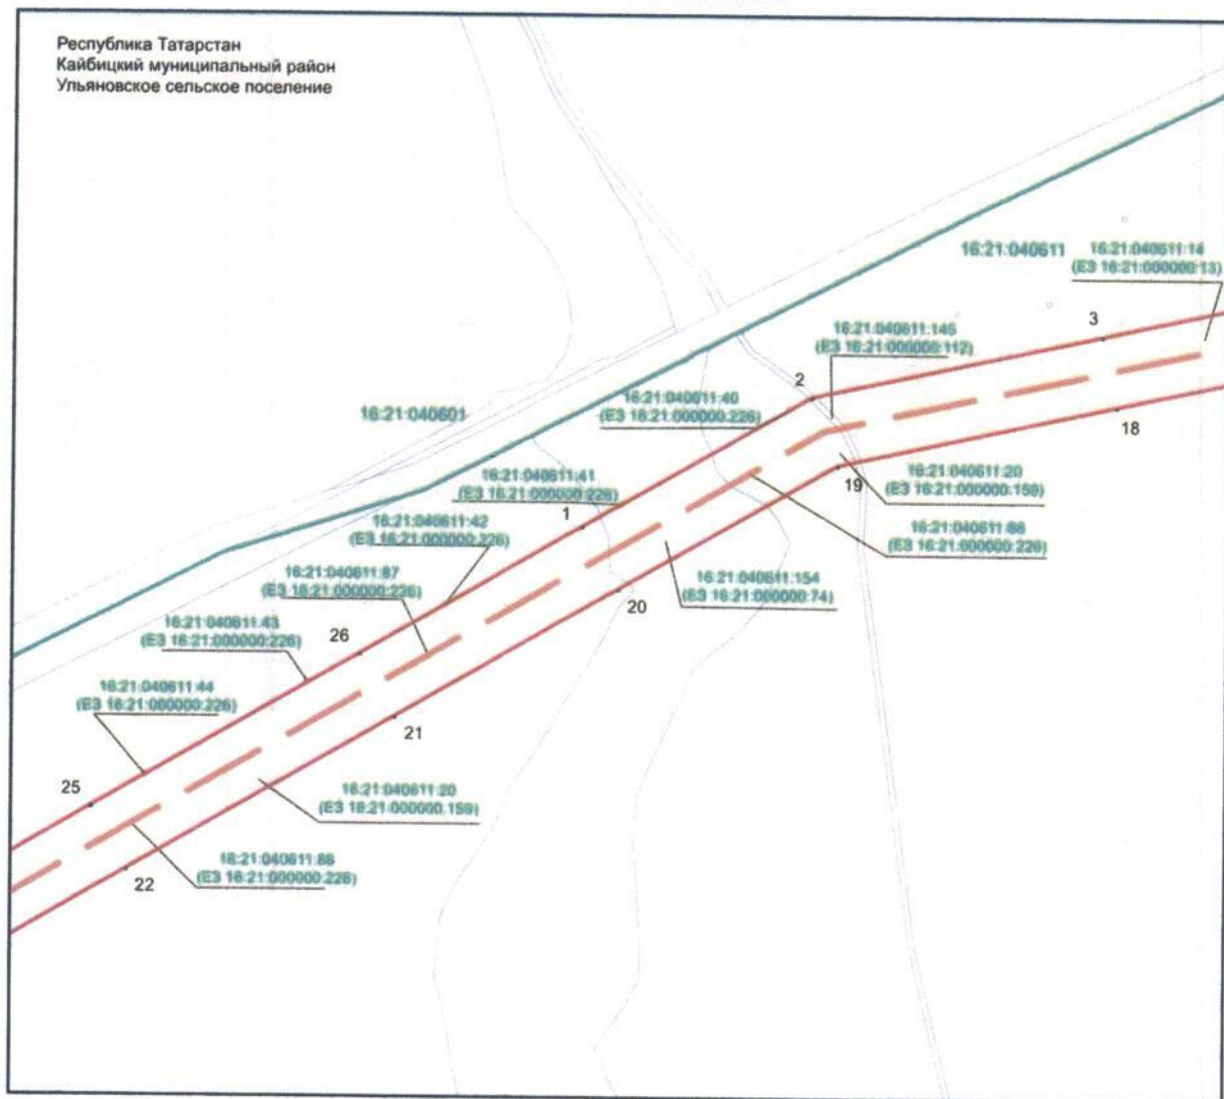 Республика Татарстан
Кайбицкий муниципальный район
Ульяновское сельское поселение
16:21:040611
16:21:040611:14
(ЕЗ 16:21:000000:13)
3
16:21:040611:145
(ЕЗ 16:21:000000:112)
2
16:21:040611:40
(ЕЗ 16:21:000000:226)
16:21:040601
18
16:21:040611:41
(ЕЗ 16:21:000000:226)
19
16:21:040611:20
(ЕЗ 16:21:000000:159)
1
16:21:040611:42
(ЕЗ 16:21:000000:226)
16:21:040611:86
(ЕЗ 16:21:000000:226)
16:21:040611:87
(ЕЗ 16:21:000000:226)
16:21:040611:154
(ЕЗ 16:21:000000:74)
20
16:21:040611:43
(ЕЗ 16:21:000000:226)
26
16:21:040611:44
(ЕЗ 16:21:000000:226)
21
25
16:21:040611:20
(ЕЗ 16:21:000000:159)
16:21:040611:88
(ЕЗ 16:21:000000:226)
22